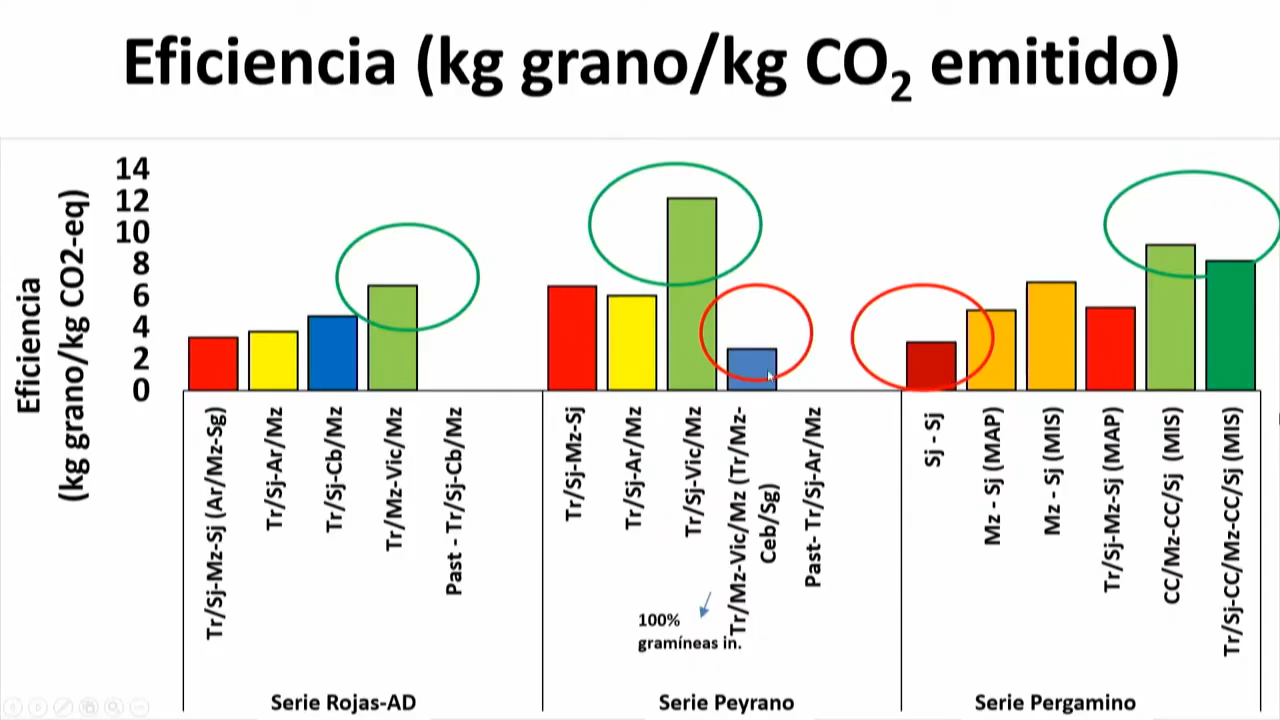 Eficiencia (kg grano/kg CO₂ emitido)
Eficiencia
(kg grano/kg CO2-eq)
14
12
10
8
6
4
2
0
Tr/Sj-Mz-Sj (Ar/Mz-Sg)
Tr/Sj-Ar/Mz
Tr/Sj-Cb/Mz
Tr/Mz-Vic/Mz
Past - Tr/Sj-Cb/Mz
Tr/Sj-Mz-Sj
Tr/Sj-Ar/Mz
Tr/Sj-Vic/Mz
Tr/Mz-Vic/Mz (Tr/Mz-
Ceb/Sg)
Past- Tr/Sj-Ar/Mz
Sj - Sj
Mz - Sj (MAP)
Mz - Sj (MIS)
Tr/Sj-Mz-Sj (MAP)
CC/Mz-CC/Sj (MIS)
Tr/Sj-CC/Mz-CC/Sj (MIS)
100%
gramíneas in.
Serie Rojas-AD
Serie Peyrano
Serie Pergamino